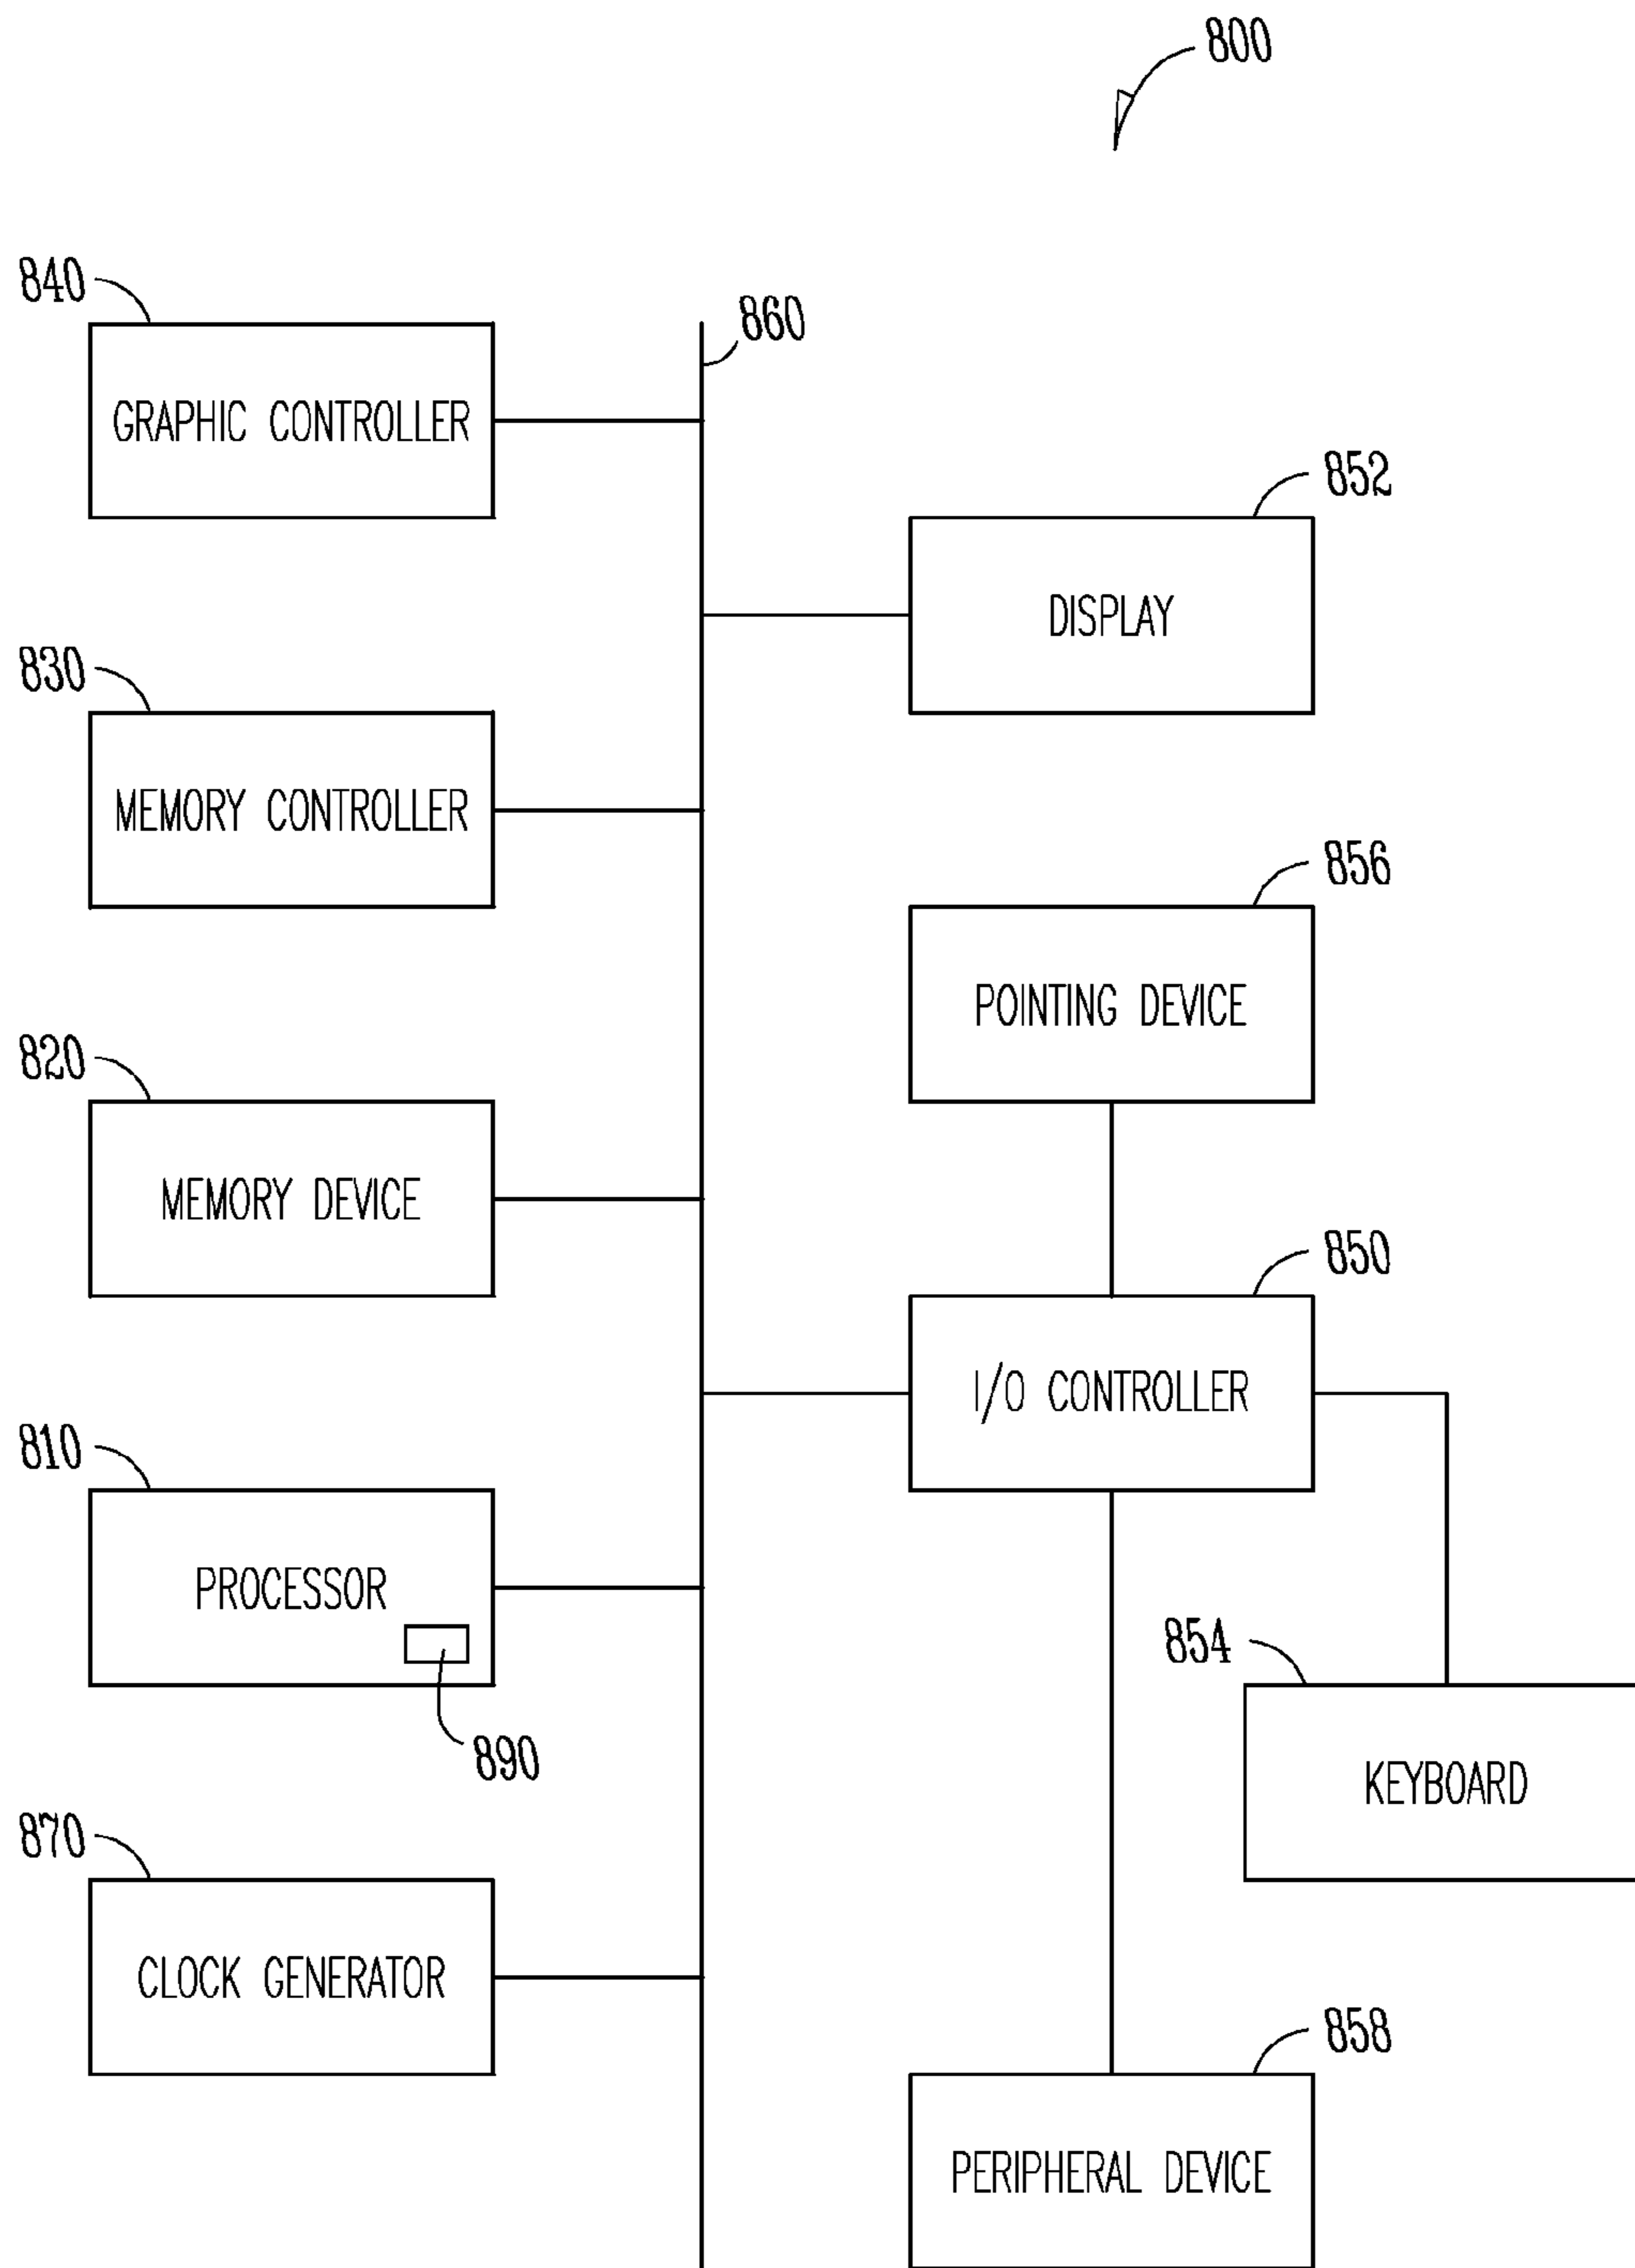 800
840
GRAPHIC CONTROLLER
860
852
DISPLAY
830
MEMORY CONTROLLER
856
POINTING DEVICE
820
MEMORY DEVICE
850
I/O CONTROLLER
810
PROCESSOR
890
854
KEYBOARD
870
CLOCK GENERATOR
858
PERIPHERAL DEVICE